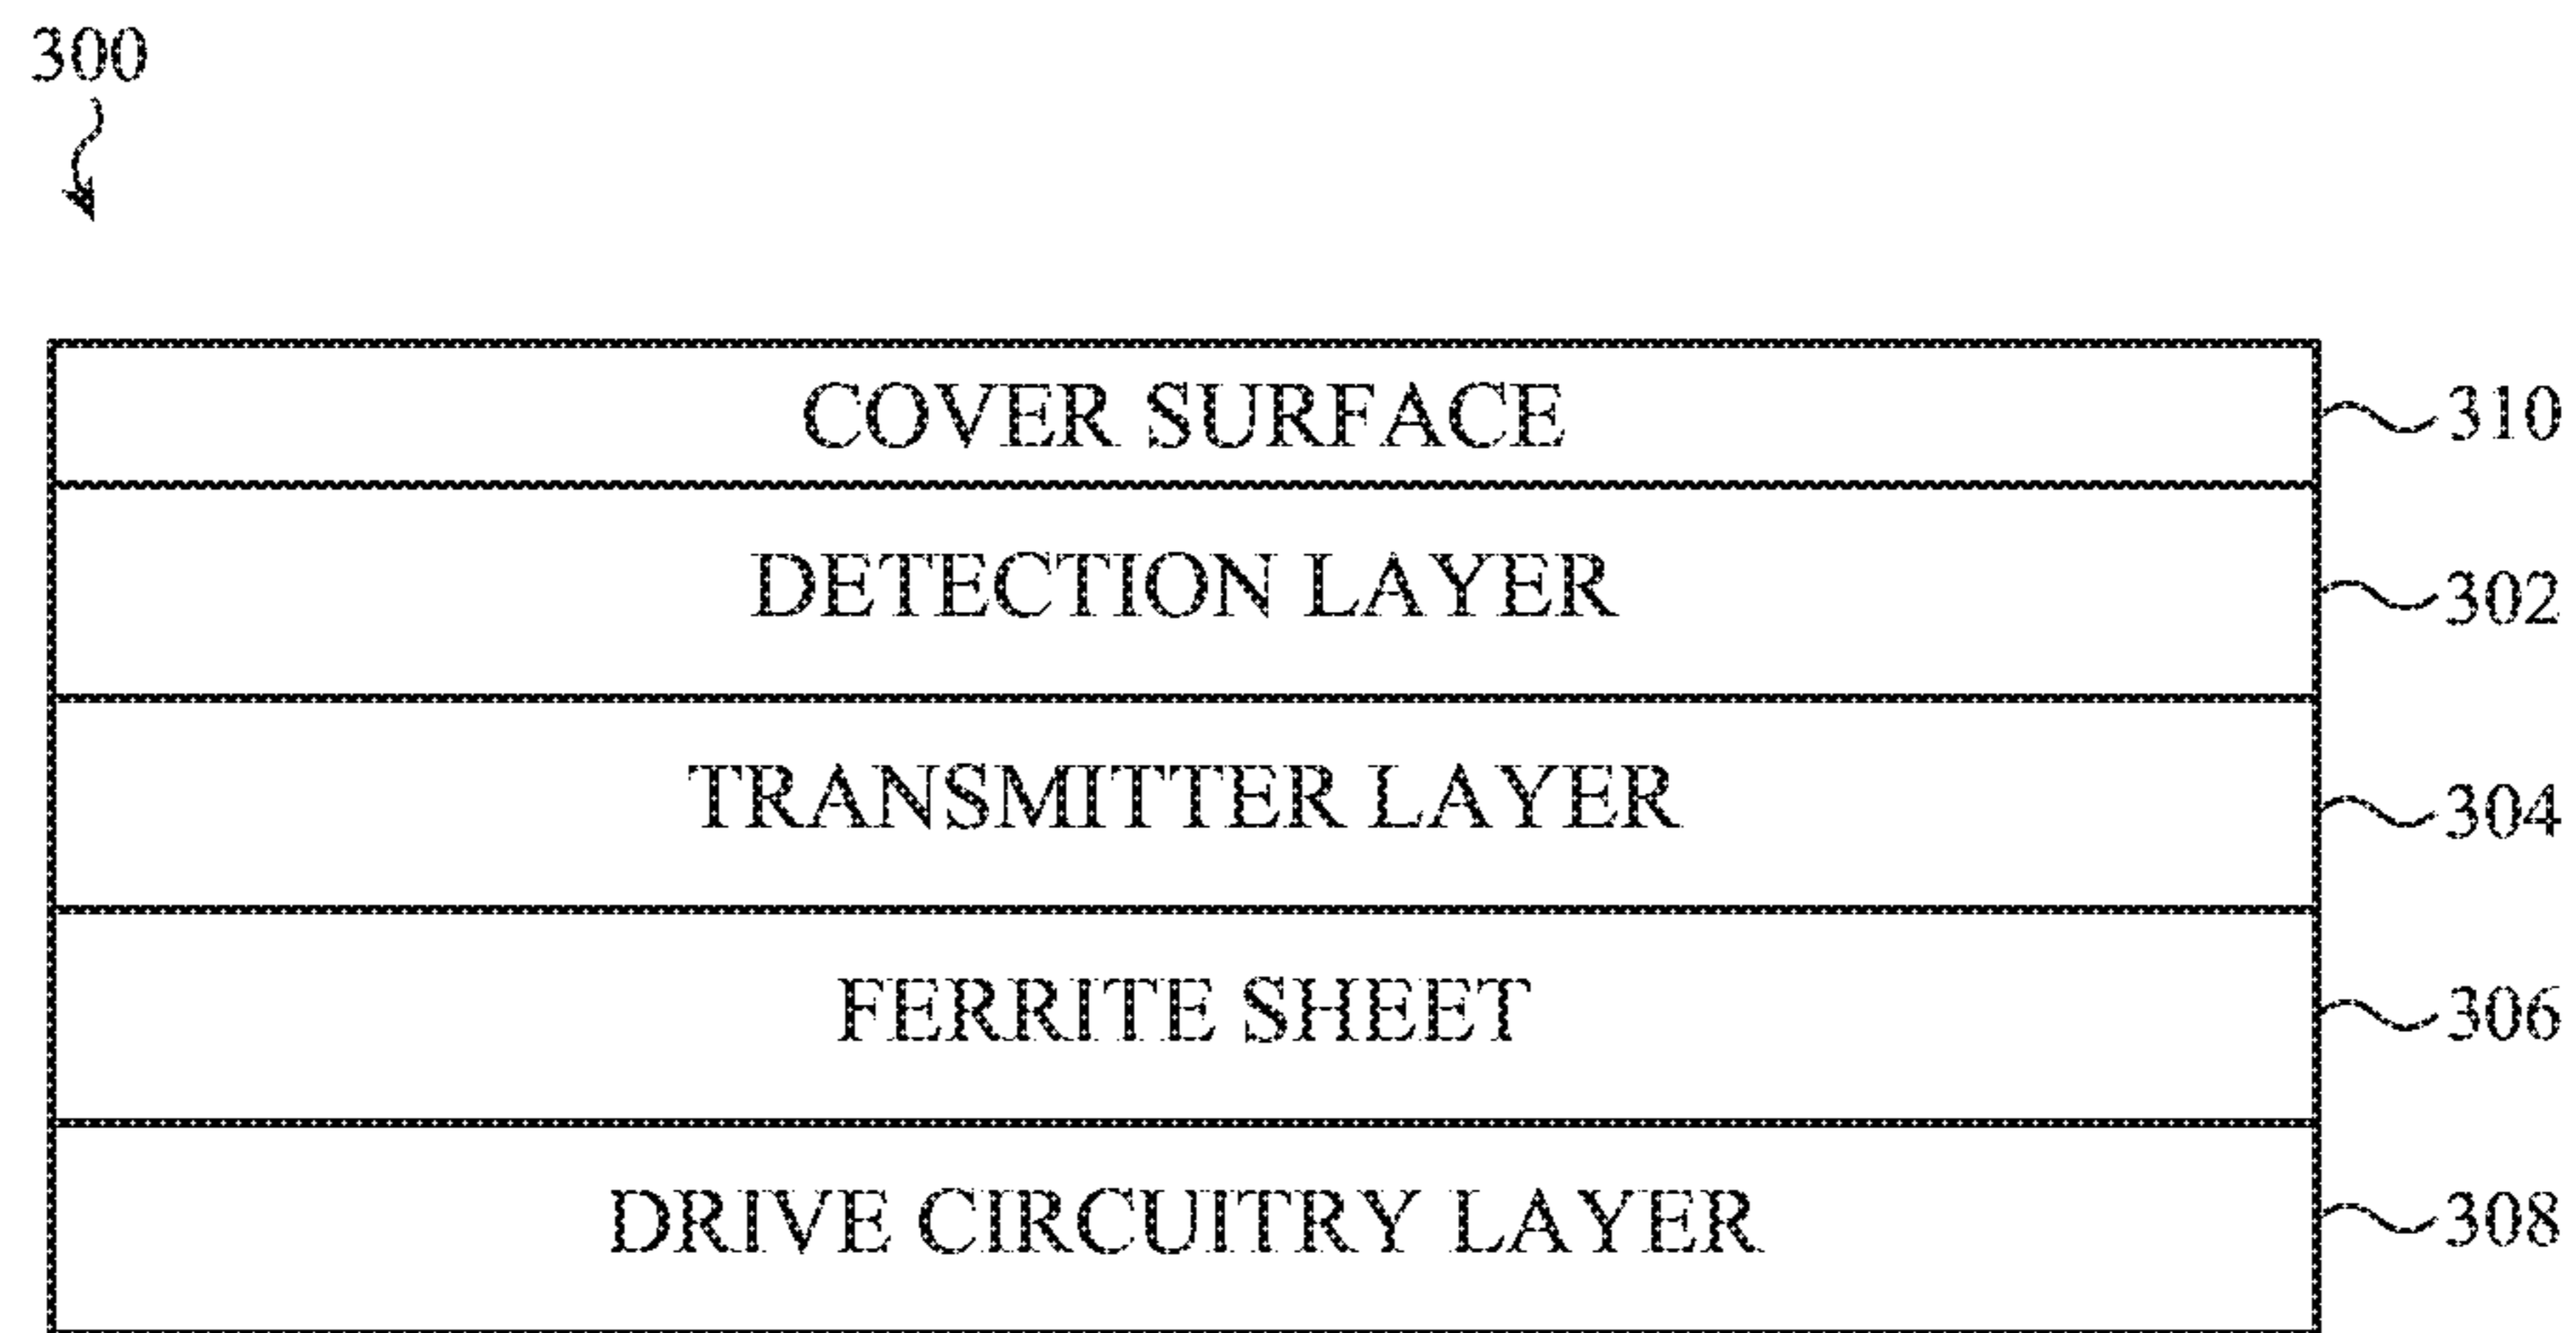 300
COVER SURFACE 310
DETECTION LAYER 302
TRANSMITTER LAYER 304
FERRITE SHEET 306
DRIVE CIRCUITRY LAYER 308